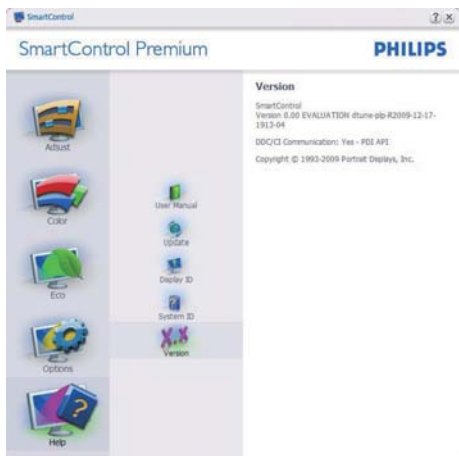 SmartControl
SmartControl Premium
PHILIPS
Adjust
Color
Eco
Options
Help
User Manual
Update
Display ID
System ID
Version
Version
SmartControl
Version 0.00 EVALUATION dtune-plp-R2009-12-17-
1913-04
DDC/CI Communication: Yes - PDI API
Copyright © 1993-2009 Portrait Displays, Inc.